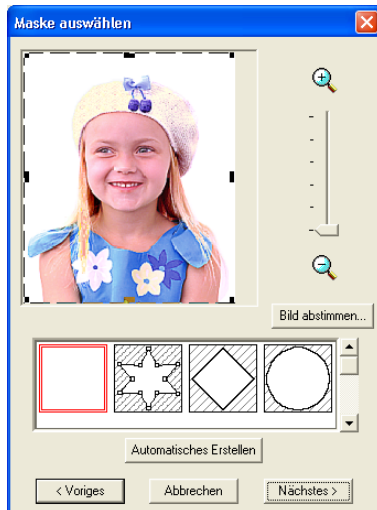 Maske auswählen
Bild abstimmen...
Automatisches Erstellen
< Voriges
Abbrechen
Nächstes >